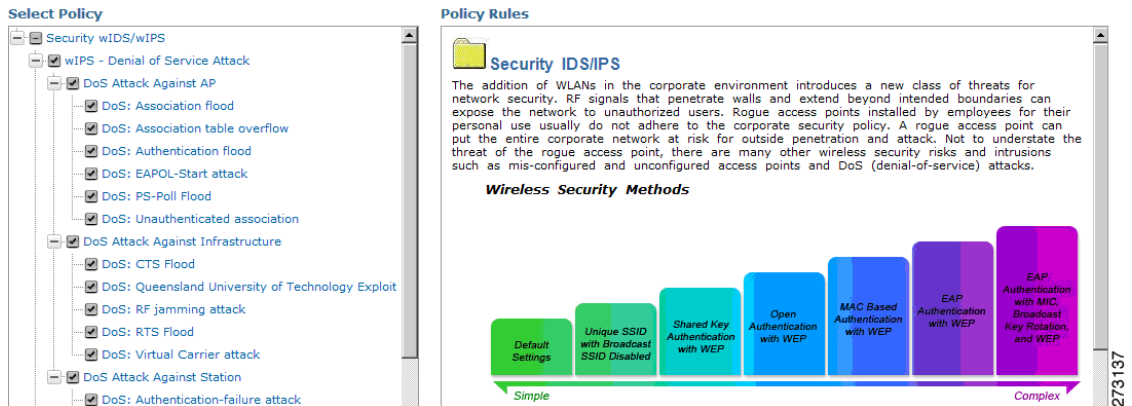 Select Policy
Security wIDS/wIPS
wIPS - Denial of Service Attack
DoS Attack Against AP
DoS: Association flood
DoS: Association table overflow
DoS: Authentication flood
DoS: EAPOL-Start attack
DoS: PS-Poll Flood
DoS: Unauthenticated association
DoS Attack Against Infrastructure
DoS: CTS Flood
DoS: Queensland University of Technology Exploit
DoS: RF jamming attack
DoS: RTS Flood
DoS: Virtual Carrier attack
DoS Attack Against Station
DoS: Authentication-failure attack
Policy Rules
Security IDS/IPS
The addition of WLANs in the corporate environment introduces a new class of threats for
network security. RF signals that penetrate walls and extend beyond intended boundaries can
expose the network to unauthorized users. Rogue access points installed by employees for their
personal use usually do not adhere to the corporate security policy. A rogue access point can
put the entire corporate network at risk for outside penetration and attack. Not to understate the
threat of the rogue access point, there are many other wireless security risks and intrusions
such as mis-configured and unconfigured access points and DoS (denial-of-service) attacks.
Wireless Security Methods
Default
Settings
Unique SSID
with Broadcast
SSID Disabled
Shared Key
Authentication
with WEP
Open
Authentication
with WEP
MAC Based
Authentication
with WEP
EAP
Authentication
with WEP
EAP
Authentication
with MIC,
Broadcast
Key Rotation,
and WEP
Simple
Complex
273137